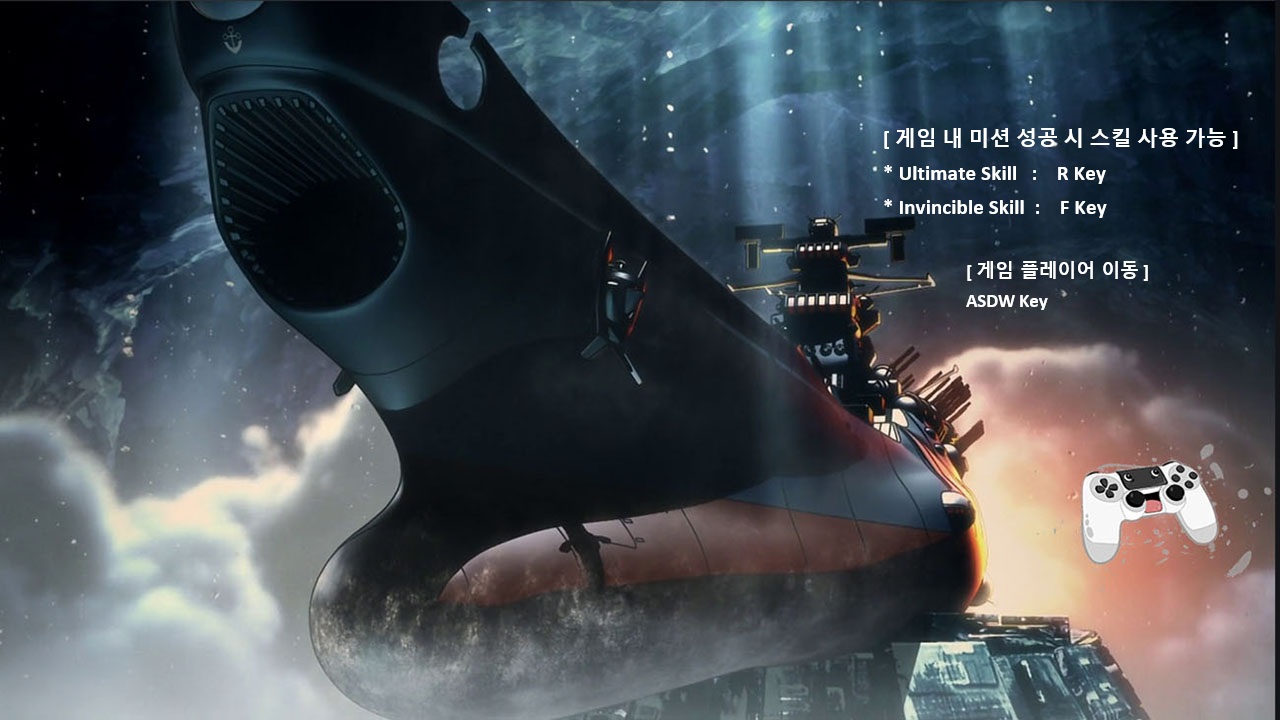 [ 게임 내 미션 성공 시 스킬 사용 가능 ]
* Ultimate Skill : R Key
* Invincible Skill : F Key
[ 게임 플레이어 이동 ]
ASDW Key